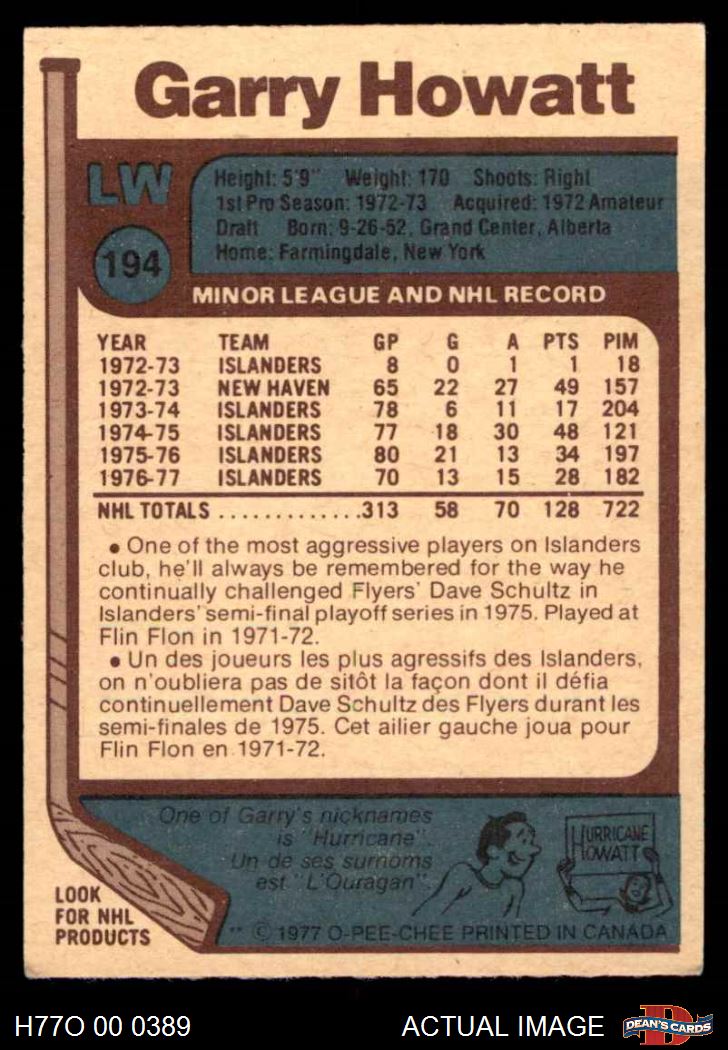 Garry Howatt
LW
194
Height: 5'9" Weight: 170 Shoots: Right
1st Pro Season: 1972-73 Acquired: 1972 Amateur
Draft Born: 9-26-52, Grand Center, Alberta
Home: Farmingdale, New York
MINOR LEAGUE AND NHL RECORD
YEAR TEAM GP G A PTS PIM
1972-73 ISLANDERS 8 0 1 1 18
1972-73 NEW HAVEN 65 22 27 49 157
1973-74 ISLANDERS 78 6 11 17 204
1974-75 ISLANDERS 77 18 30 48 121
1975-76 ISLANDERS 80 21 13 34 197
1976-77 ISLANDERS 70 13 15 28 182
NHL TOTALS .............313 58 70 128 722
• One of the most aggressive players on Islanders
club, he'll always be remembered for the way he
continually challenged Flyers' Dave Schultz in
Islanders' semi-final playoff series in 1975. Played at
Flin Flon in 1971-72.
• Un des joueurs les plus agressifs des Islanders,
on n'oubliera pas de sitôt la façon dont il défia
continuellement Dave Schultz des Flyers durant les
semi-finales de 1975. Cet ailier gauche joua pour
Flin Flon en 1971-72.
One of Garry's nicknames
is "Hurricane".
Un de ses surnoms
est "L'Ouragan".
HURRICANE
HOWATT
LOOK
FOR NHL
PRODUCTS
** © 1977 O-PEE-CHEE PRINTED IN CANADA
H77O 00 0389
ACTUAL IMAGE
D
DEAN'S CARDS